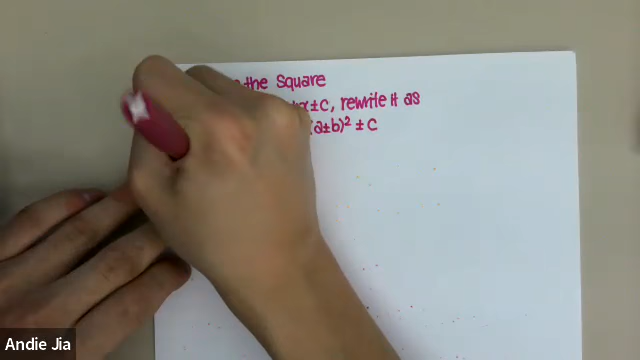 the Square
± c, rewrite it as
(a±b)² ± c
Andie Jia